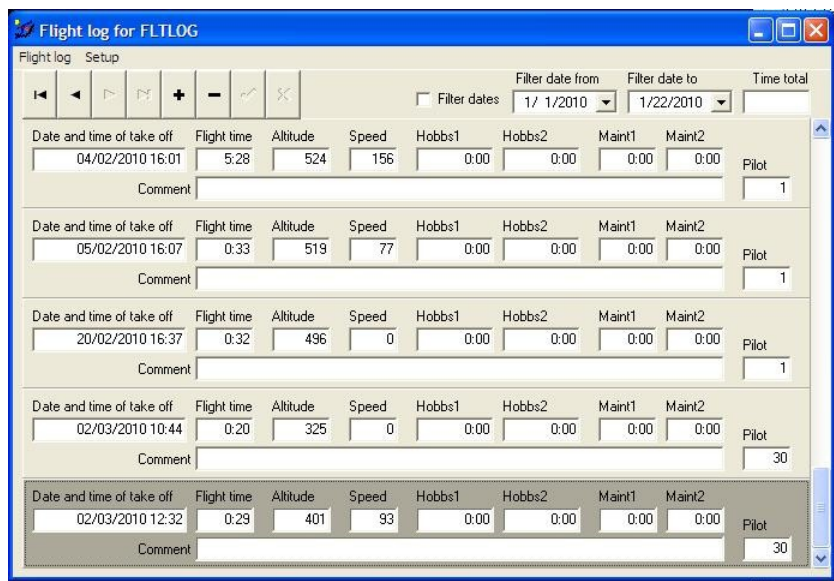 Flight log for FLTLOG
Flight log Setup
Filter date from Filter date to Time total
Filter dates 1/ 1/2010 1/22/2010
Date and time of take off Flight time Altitude Speed Hobbs1 Hobbs2 Maint1 Maint2
04/02/2010 16:01 5:28 524 156 0:00 0:00 0:00 0:00 Pilot
Comment 1
Date and time of take off Flight time Altitude Speed Hobbs1 Hobbs2 Maint1 Maint2
05/02/2010 16:07 0:33 519 77 0:00 0:00 0:00 0:00 Pilot
Comment 1
Date and time of take off Flight time Altitude Speed Hobbs1 Hobbs2 Maint1 Maint2
20/02/2010 16:37 0:32 496 0 0:00 0:00 0:00 0:00 Pilot
Comment 1
Date and time of take off Flight time Altitude Speed Hobbs1 Hobbs2 Maint1 Maint2
02/03/2010 10:44 0:20 325 0 0:00 0:00 0:00 0:00 Pilot
Comment 30
Date and time of take off Flight time Altitude Speed Hobbs1 Hobbs2 Maint1 Maint2
02/03/2010 12:32 0:29 401 93 0:00 0:00 0:00 0:00 Pilot
Comment 30